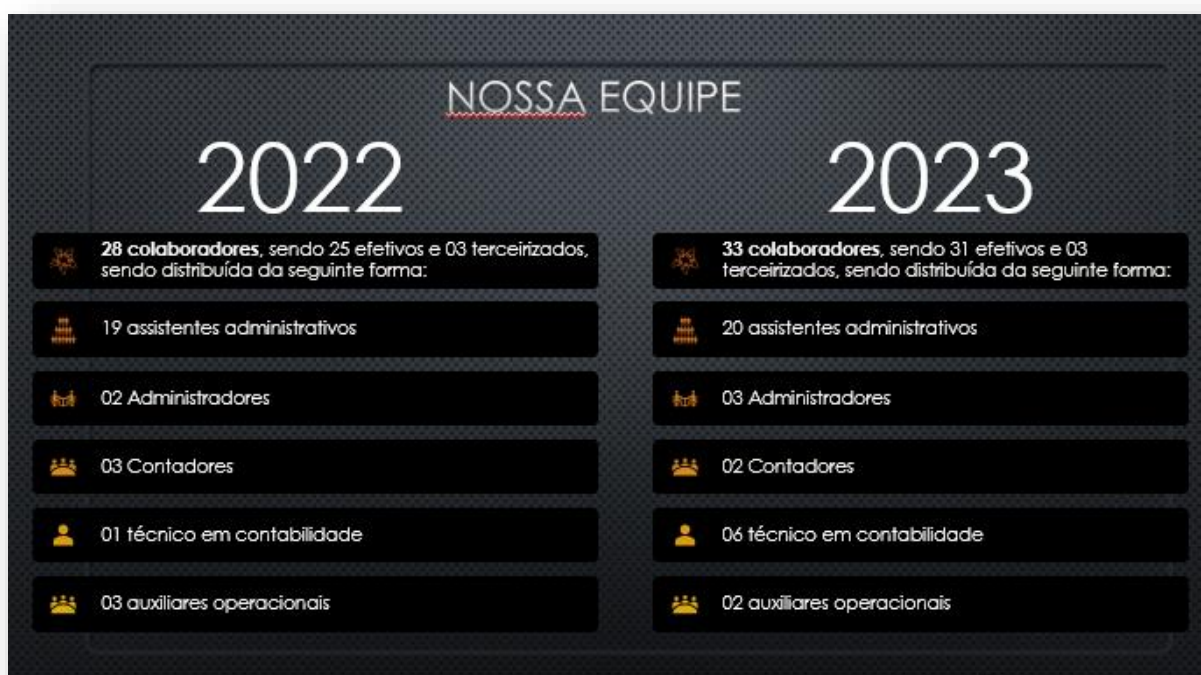 NOSSA EQUIPE
2022
28 colaboradores, sendo 25 efetivos e 03 terceirizados,
sendo distribuída da seguinte forma:
19 assistentes administrativos
02 Administradores
03 Contadores
01 técnico em contabilidade
03 auxiliares operacionais
2023
33 colaboradores, sendo 31 efetivos e 03
terceirizados, sendo distribuída da seguinte forma:
20 assistentes administrativos
03 Administradores
02 Contadores
06 técnico em contabilidade
02 auxiliares operacionais